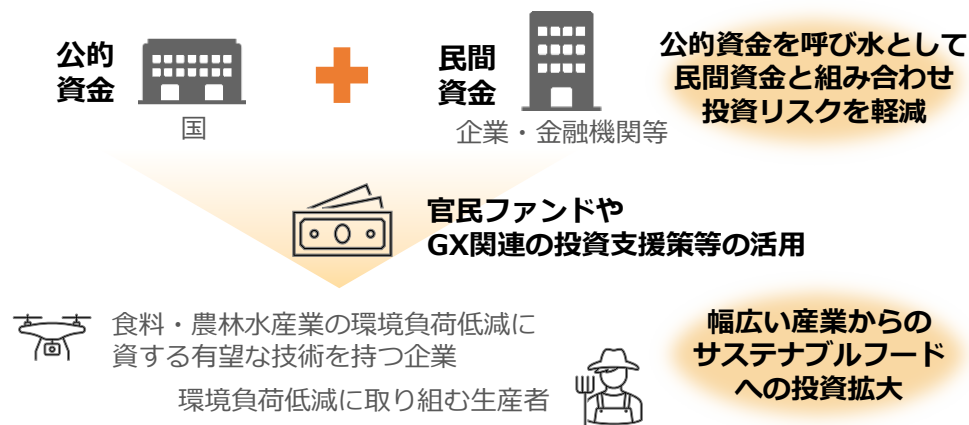 公的
資金
国
民間
資金
企業・金融機関等
公的資金を呼び水として
民間資金と組み合わせ
投資リスクを軽減
官民ファンドや
GX関連の投資支援策等の活用
食料・農林水産業の環境負荷低減に
資する有望な技術を持つ企業
環境負荷低減に取り組む生産者
幅広い産業からの
サステナブルフード
への投資拡大